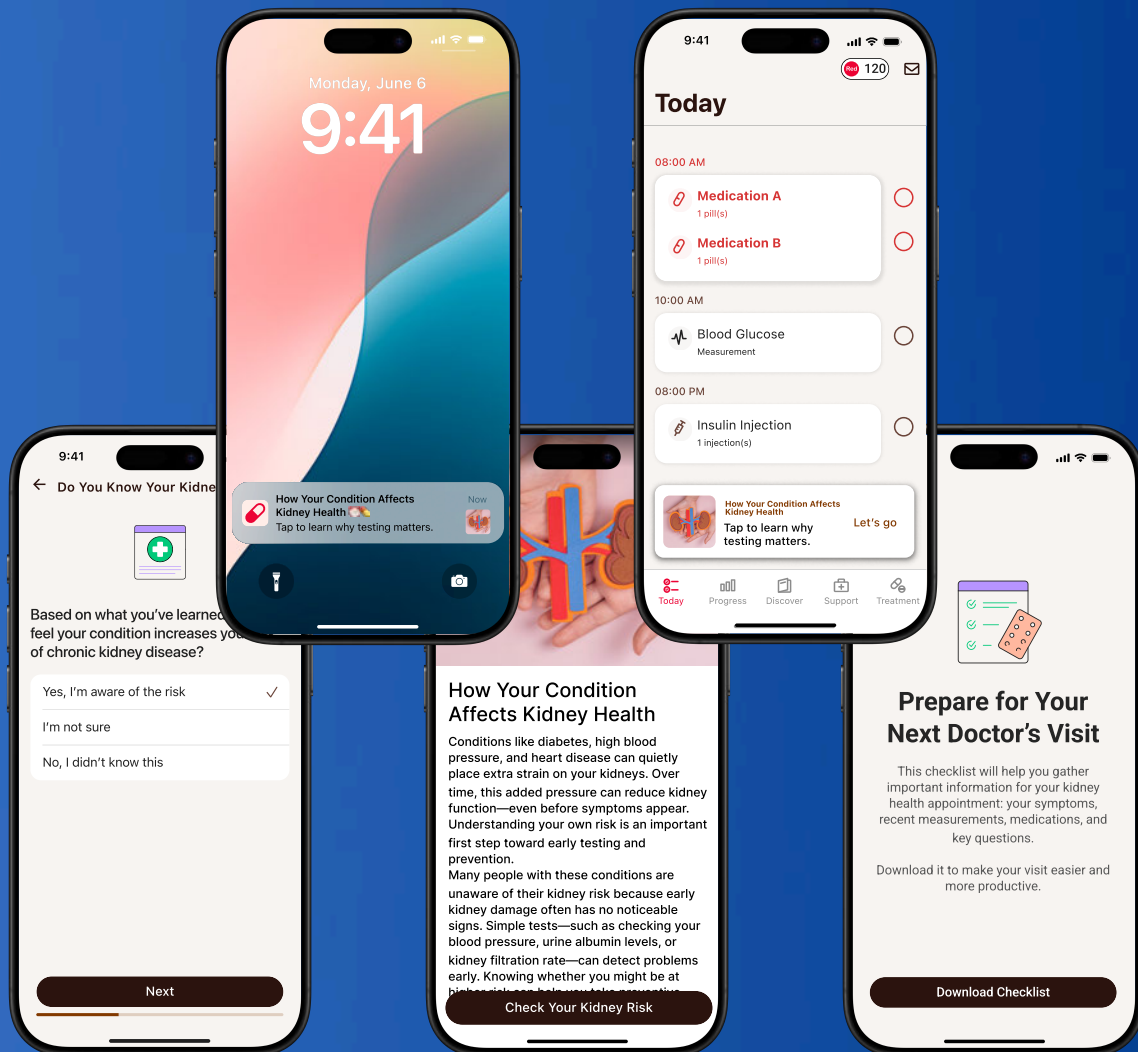 Monday, June 6
9:41
How Your Condition Affects
Kidney Health
Now
Tap to learn why testing matters.
9:41
Red 120
Today
08:00 AM
Medication A
1 pill(s)
Medication B
1 pill(s)
10:00 AM
Blood Glucose
Measurement
08:00 PM
Insulin Injection
1 injection(s)
How Your Condition Affects
Kidney Health
Tap to learn why
testing matters.
Let's go
Today
Progress
Discover
Support
Treatment
9:41
Do You Know Your
Based on what you've learned
feel your condition increases
of chronic kidney disease?
Yes, I'm aware of the risk
I'm not sure
No, I didn't know this
Next
How Your Condition
Affects Kidney Health
Conditions like diabetes, high blood
pressure, and heart disease can quietly
place extra strain on your kidneys. Over
time, this added pressure can reduce kidney
function—even before symptoms appear.
Understanding your own risk is an important
first step toward early testing and
prevention.
Many people with these conditions are
unaware of their kidney risk because early
kidney damage often has no noticeable
signs. Simple tests—such as checking your
blood pressure, urine albumin levels, or
kidney filtration rate—can detect problems
early. Knowing whether you might be at
Check Your Kidney Risk
Prepare for Your
Next Doctor's Visit
This checklist will help you gather
important information for your kidney
health appointment: your symptoms,
recent measurements, medications, and
key questions.
Download it to make your visit easier and
more productive.
Download Checklist